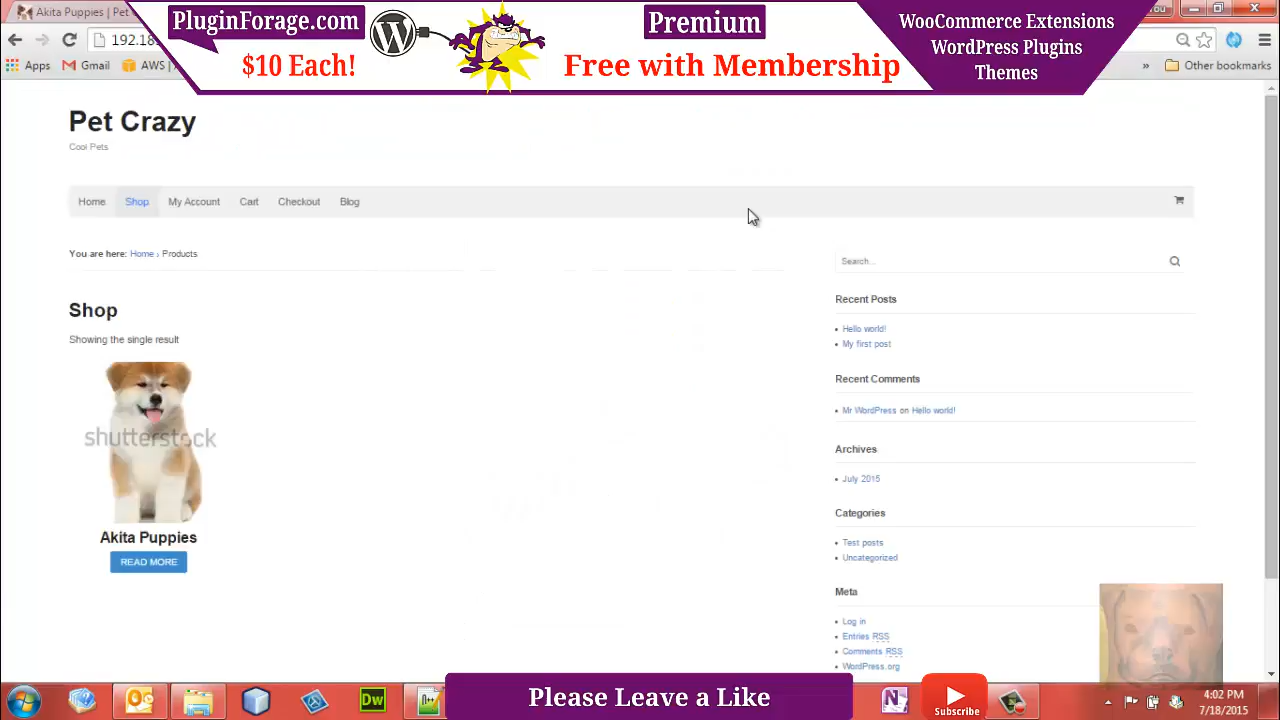 Akita Puppies |
PluginForage.com
$10 Each!
Premium
Free with Membership
WooCommerce Extensions
WordPress Plugins
Themes
You
192.18
Apps
Gmail
AWS
» Other bookmarks
Pet Crazy
Cool Pets
Home Shop My Account Cart Checkout Blog
You are here: Home › Products
Search...
Shop
Showing the single result
shutterstock
Akita Puppies
READ MORE
Recent Posts
Hello world!
My first post
Recent Comments
Mr WordPress on Hello world!
Archives
July 2015
Categories
Test posts
Uncategorized
Meta
Log in
Entries RSS
Comments RSS
WordPress.org
Dw
Please Leave a Like
N
Subscribe
4:02 PM
7/18/2015